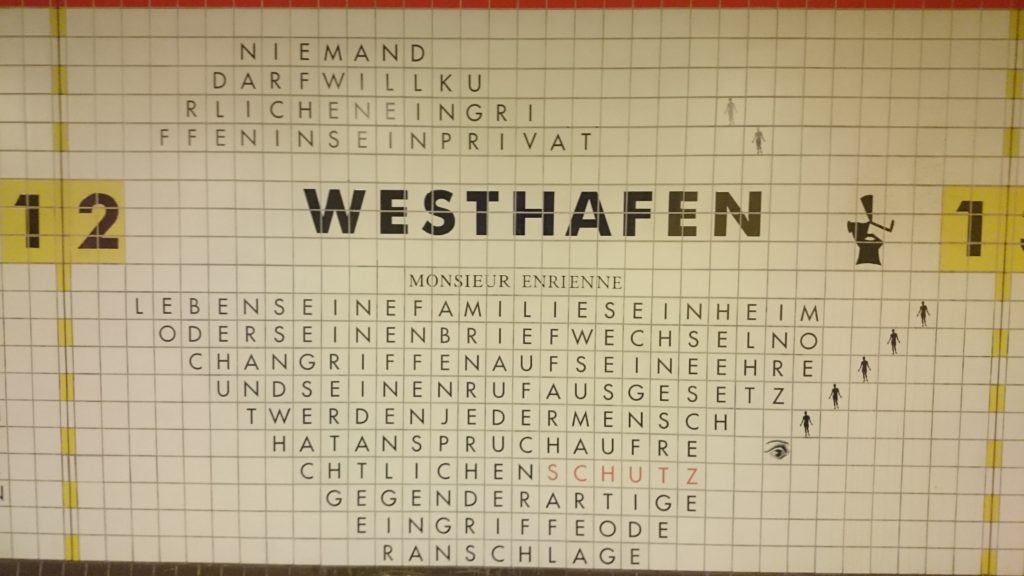 NIEMAND
DARFWILLKU
RLICHENEINGRI
FFENINSEINPRIVAT
12 WESTHAFEN 1
MONSIEUR ENRIENNE
LEBENSEINEFAMILIESEINHEIM
ODERSEINENBRIEFWECHSELNO
CHANGRIFFENAUFSEINEEHRE
UNDSEINENRUFAUSGESETZ
TWERDENJEDERMENSCH
HATANSPRUCHAUFRE
CHTLICHENSCHUTZ
GEGENDERARTIGE
EINGRIFFEODE
RANSCHLAGE